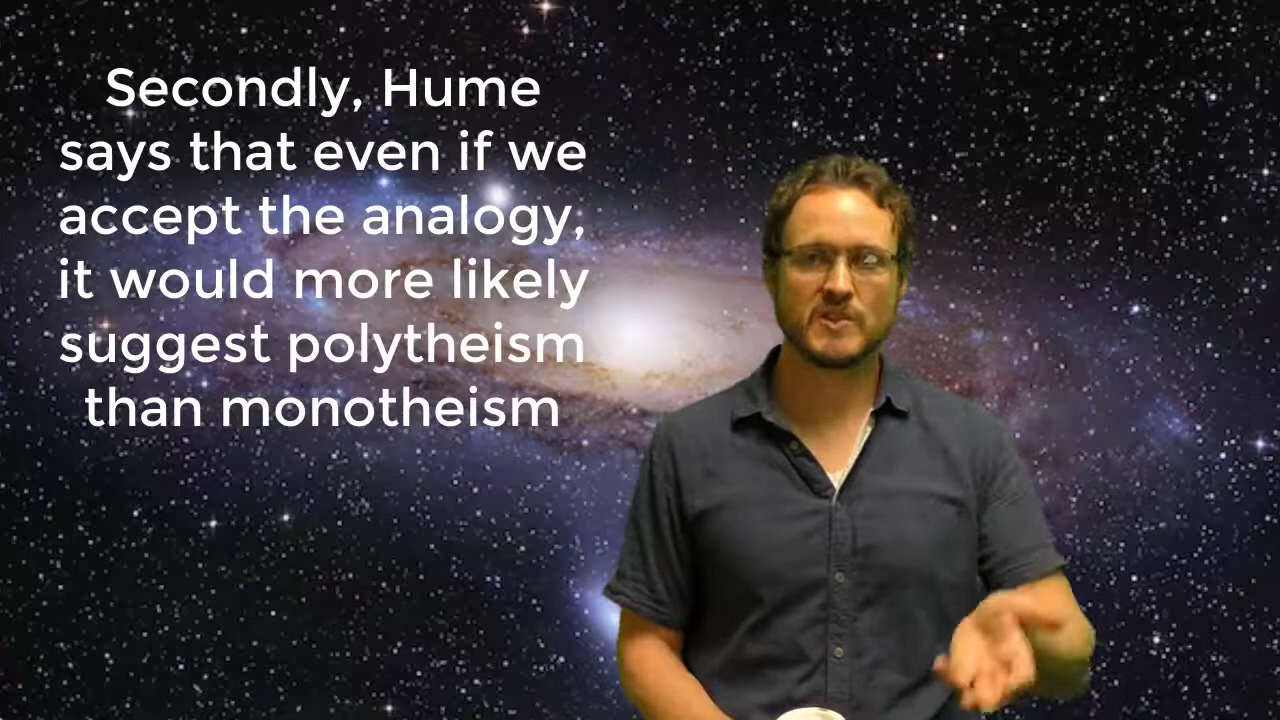 Secondly, Hume
says that even if we
accept the analogy,
it would more likely
suggest polytheism
than monotheism